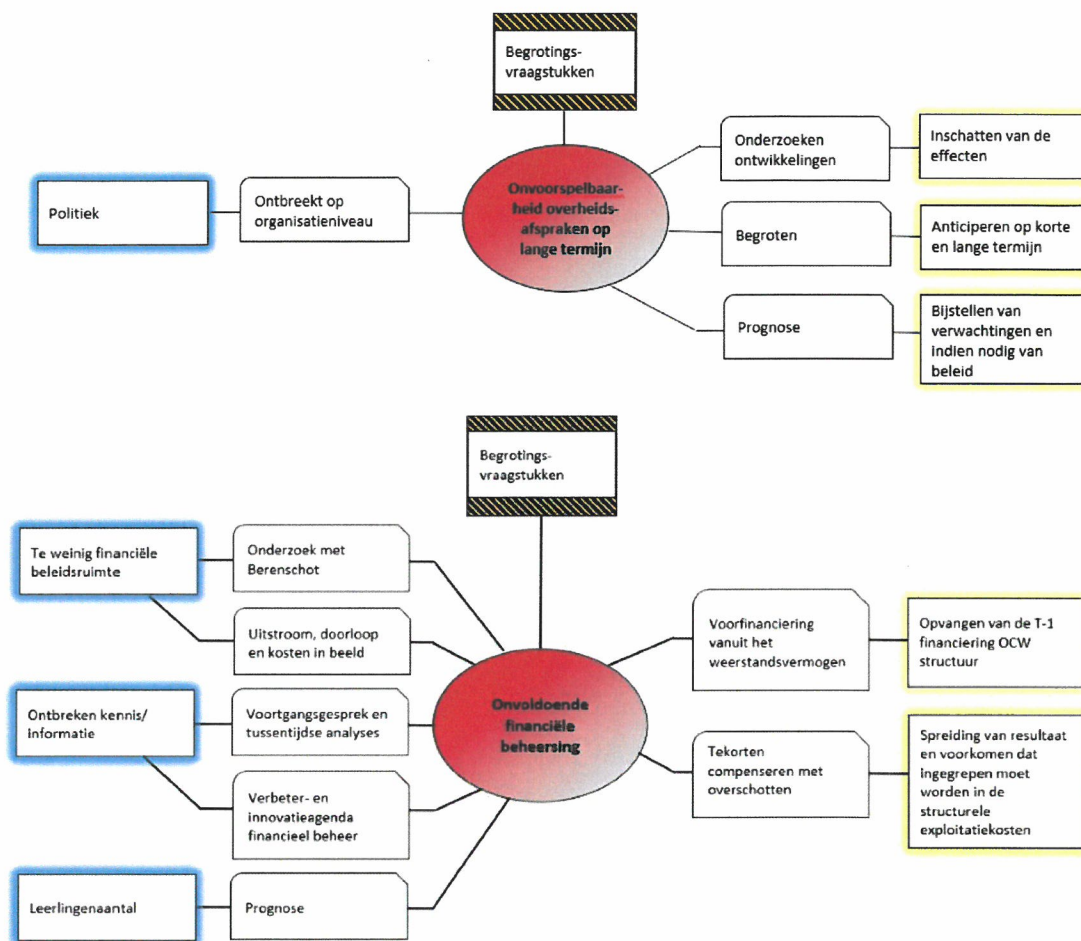 Begrotings-
vraagstukken
Politiek
Ontbreekt op
organisatieniveau
Onvoorspelbaar-
heid overheids-
afspraken op
lange termijn
Onderzoeken
ontwikkelingen
Inschatten van de
effecten
Begroten
Anticiperen op korte
en lange termijn
Prognose
Bijstellen van
verwachtingen en
indien nodig van
beleid
Begrotings-
vraagstukken
Te weinig financiële
beleidsruimte
Onderzoek met
Berenschot
Uitstroom, doorloop
en kosten in beeld
Ontbreken kennis/
informatie
Voortgangsgesprek en
tussentijdse analyses
Verbeter- en
innovatieagenda
financieel beheer
Leerlingenaantal
Prognose
Onvoldoende
financiële
beheersing
Voorfinanciering
vanuit het
weerstandsvermogen
Opvangen van de T-1
financiering OCW
structuur
Tekorten
compenseren met
overschotten
Spreiding van resultaat
en voorkomen dat
ingegrepen moet
worden in de
structurele
exploitatiekosten